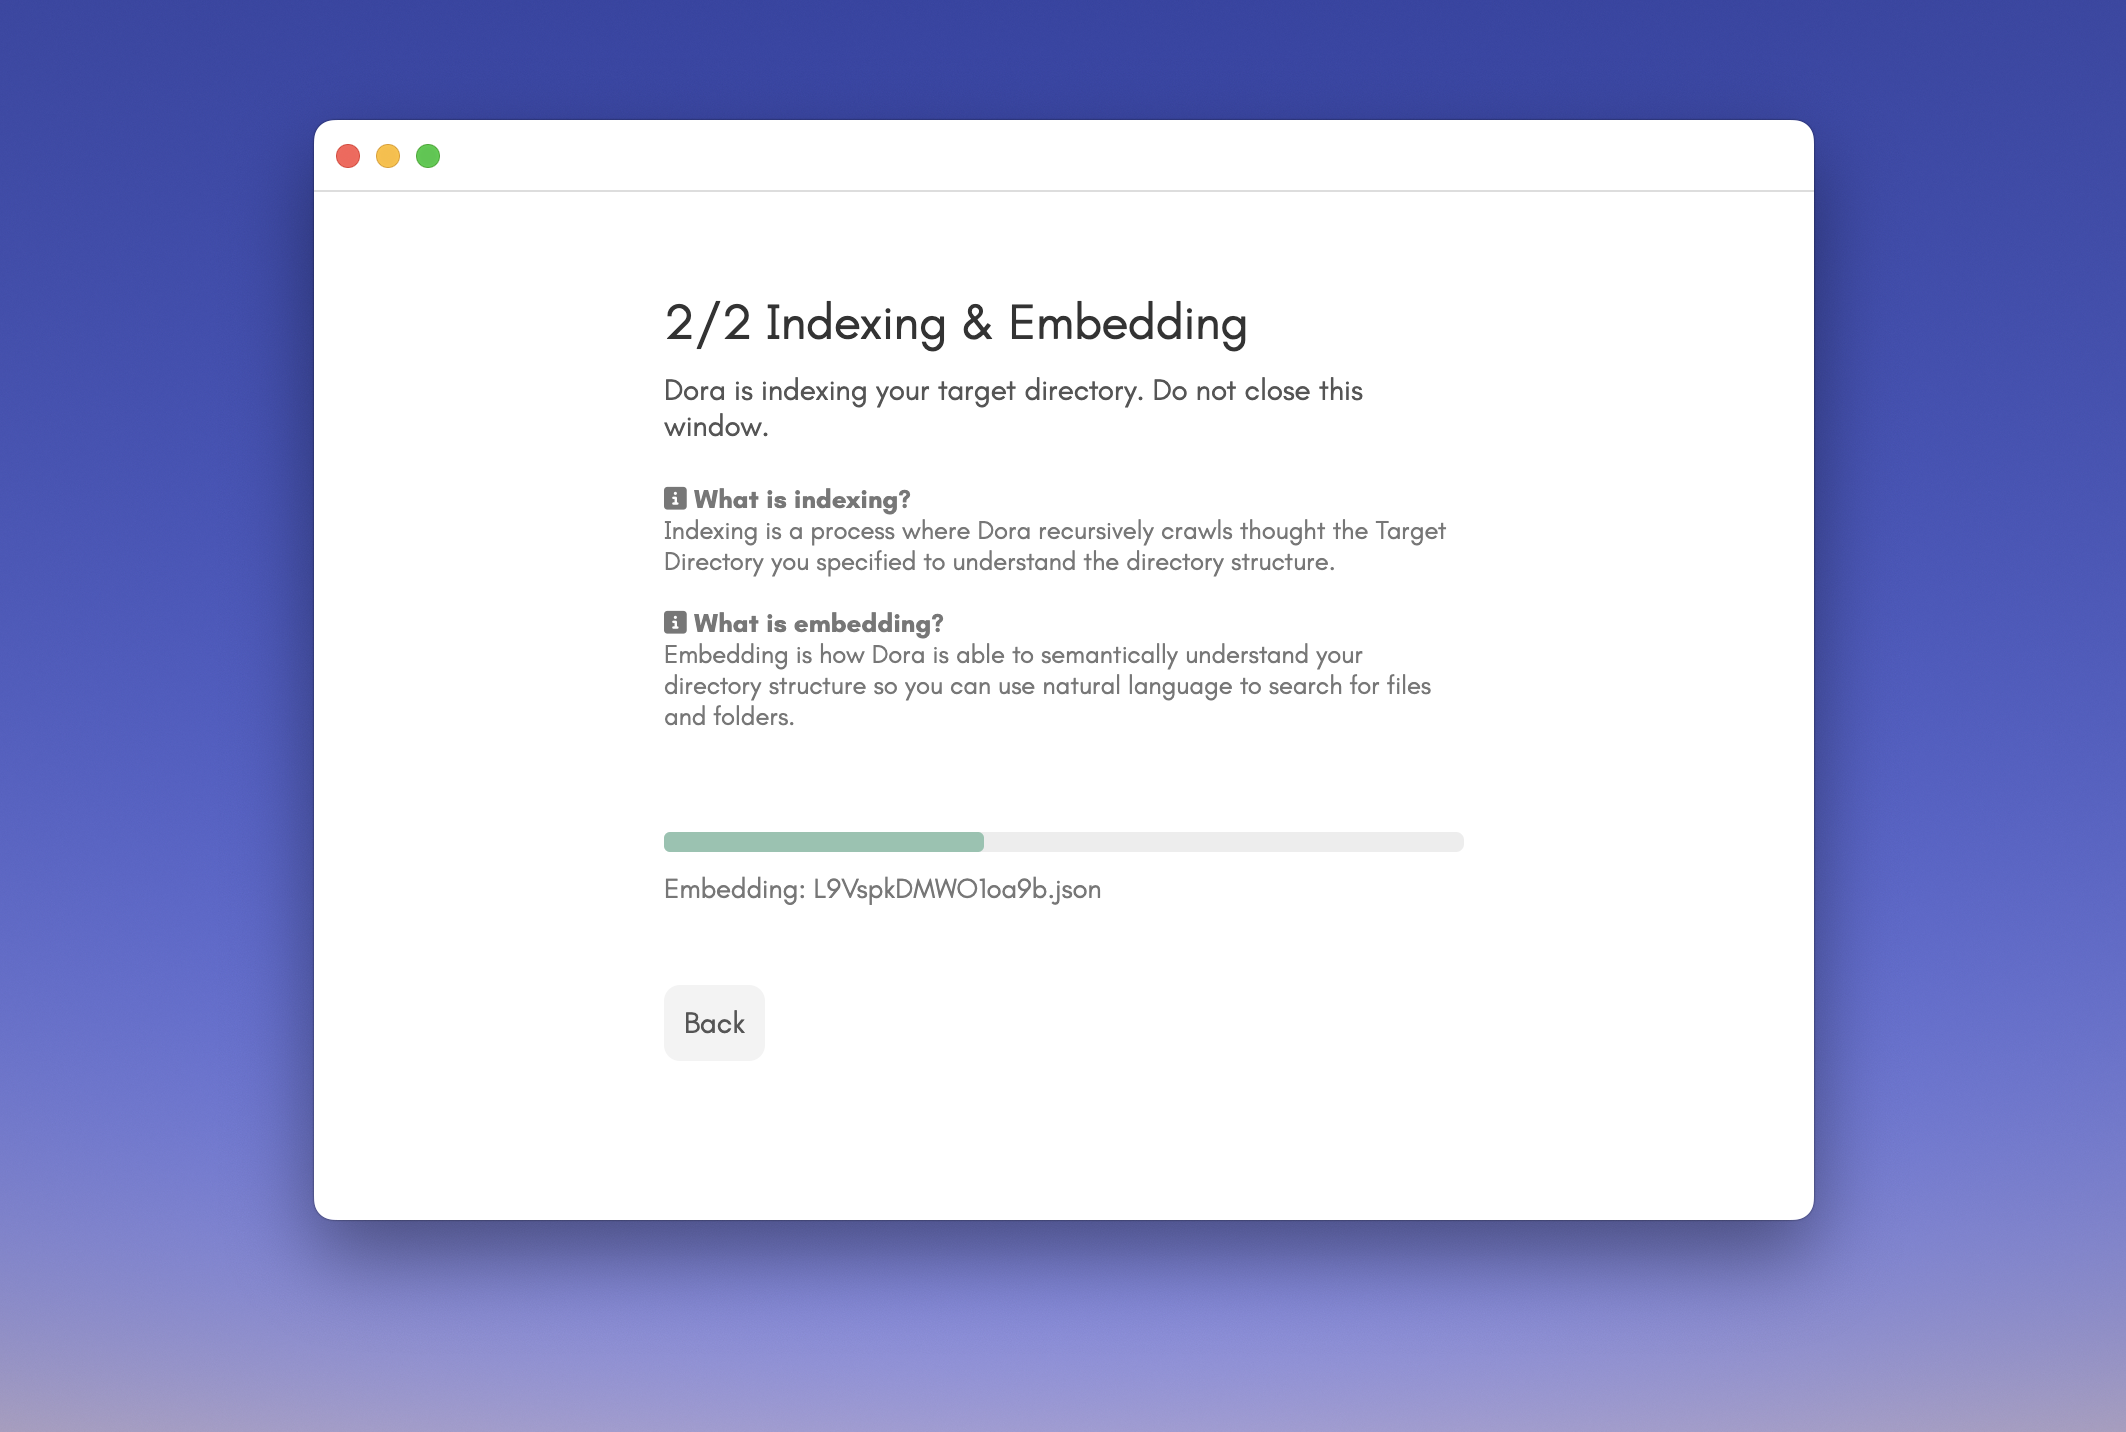 2/2 Indexing & Embedding
Dora is indexing your target directory. Do not close this
window.
What is indexing?
Indexing is a process where Dora recursively crawls thought the Target
Directory you specified to understand the directory structure.
What is embedding?
Embedding is how Dora is able to semantically understand your
directory structure so you can use natural language to search for files
and folders.
Embedding: L9VspkDMWO1oa9b.json
Back